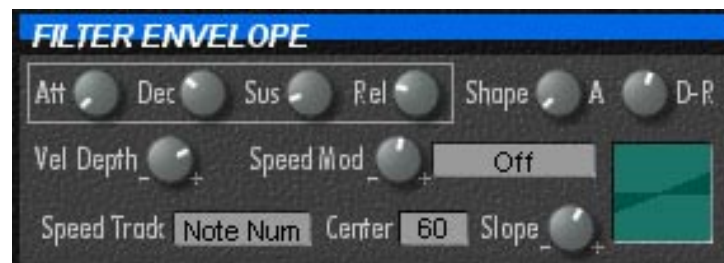 FILTER ENVELOPE
Att Dec Sus Rel Shape A D-R
Vel Depth - + Speed Mod - + Off
Speed Track Note Num Center 60 Slope - +